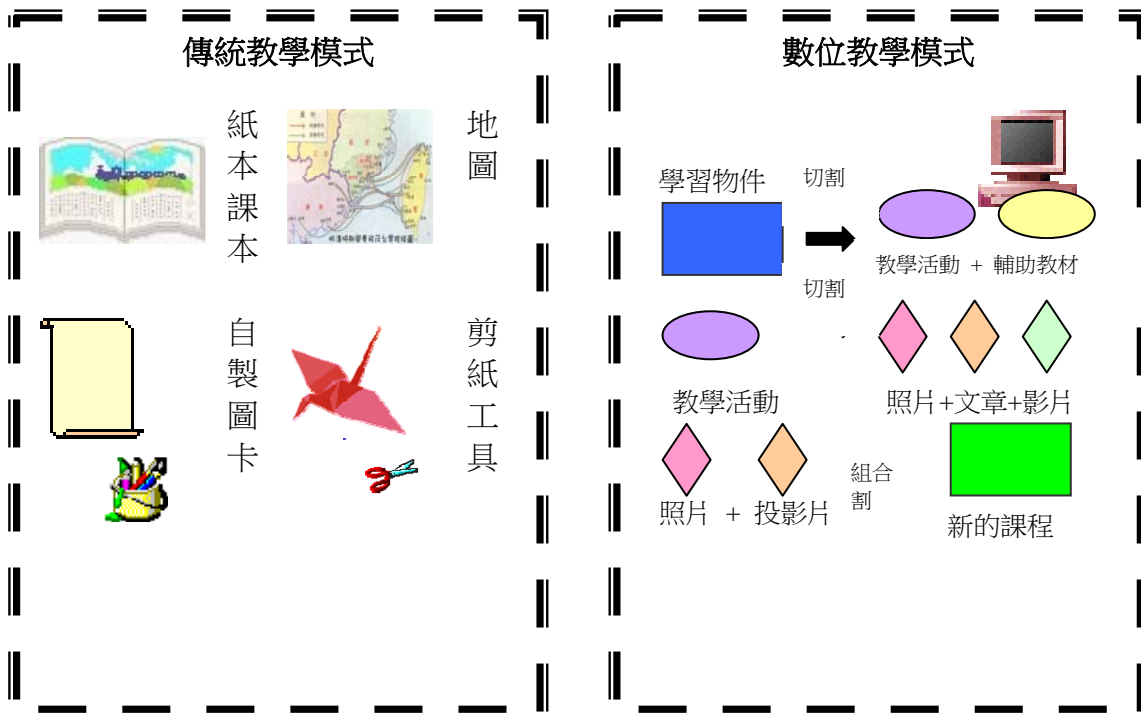 傳統教學模式
紙本課本
地圖
自製圖卡
剪紙工具
數位教學模式
學習物件
切割
教學活動 + 輔助教材
切割
教學活動
照片+文章+影片
照片 + 投影片
組合
割
新的課程